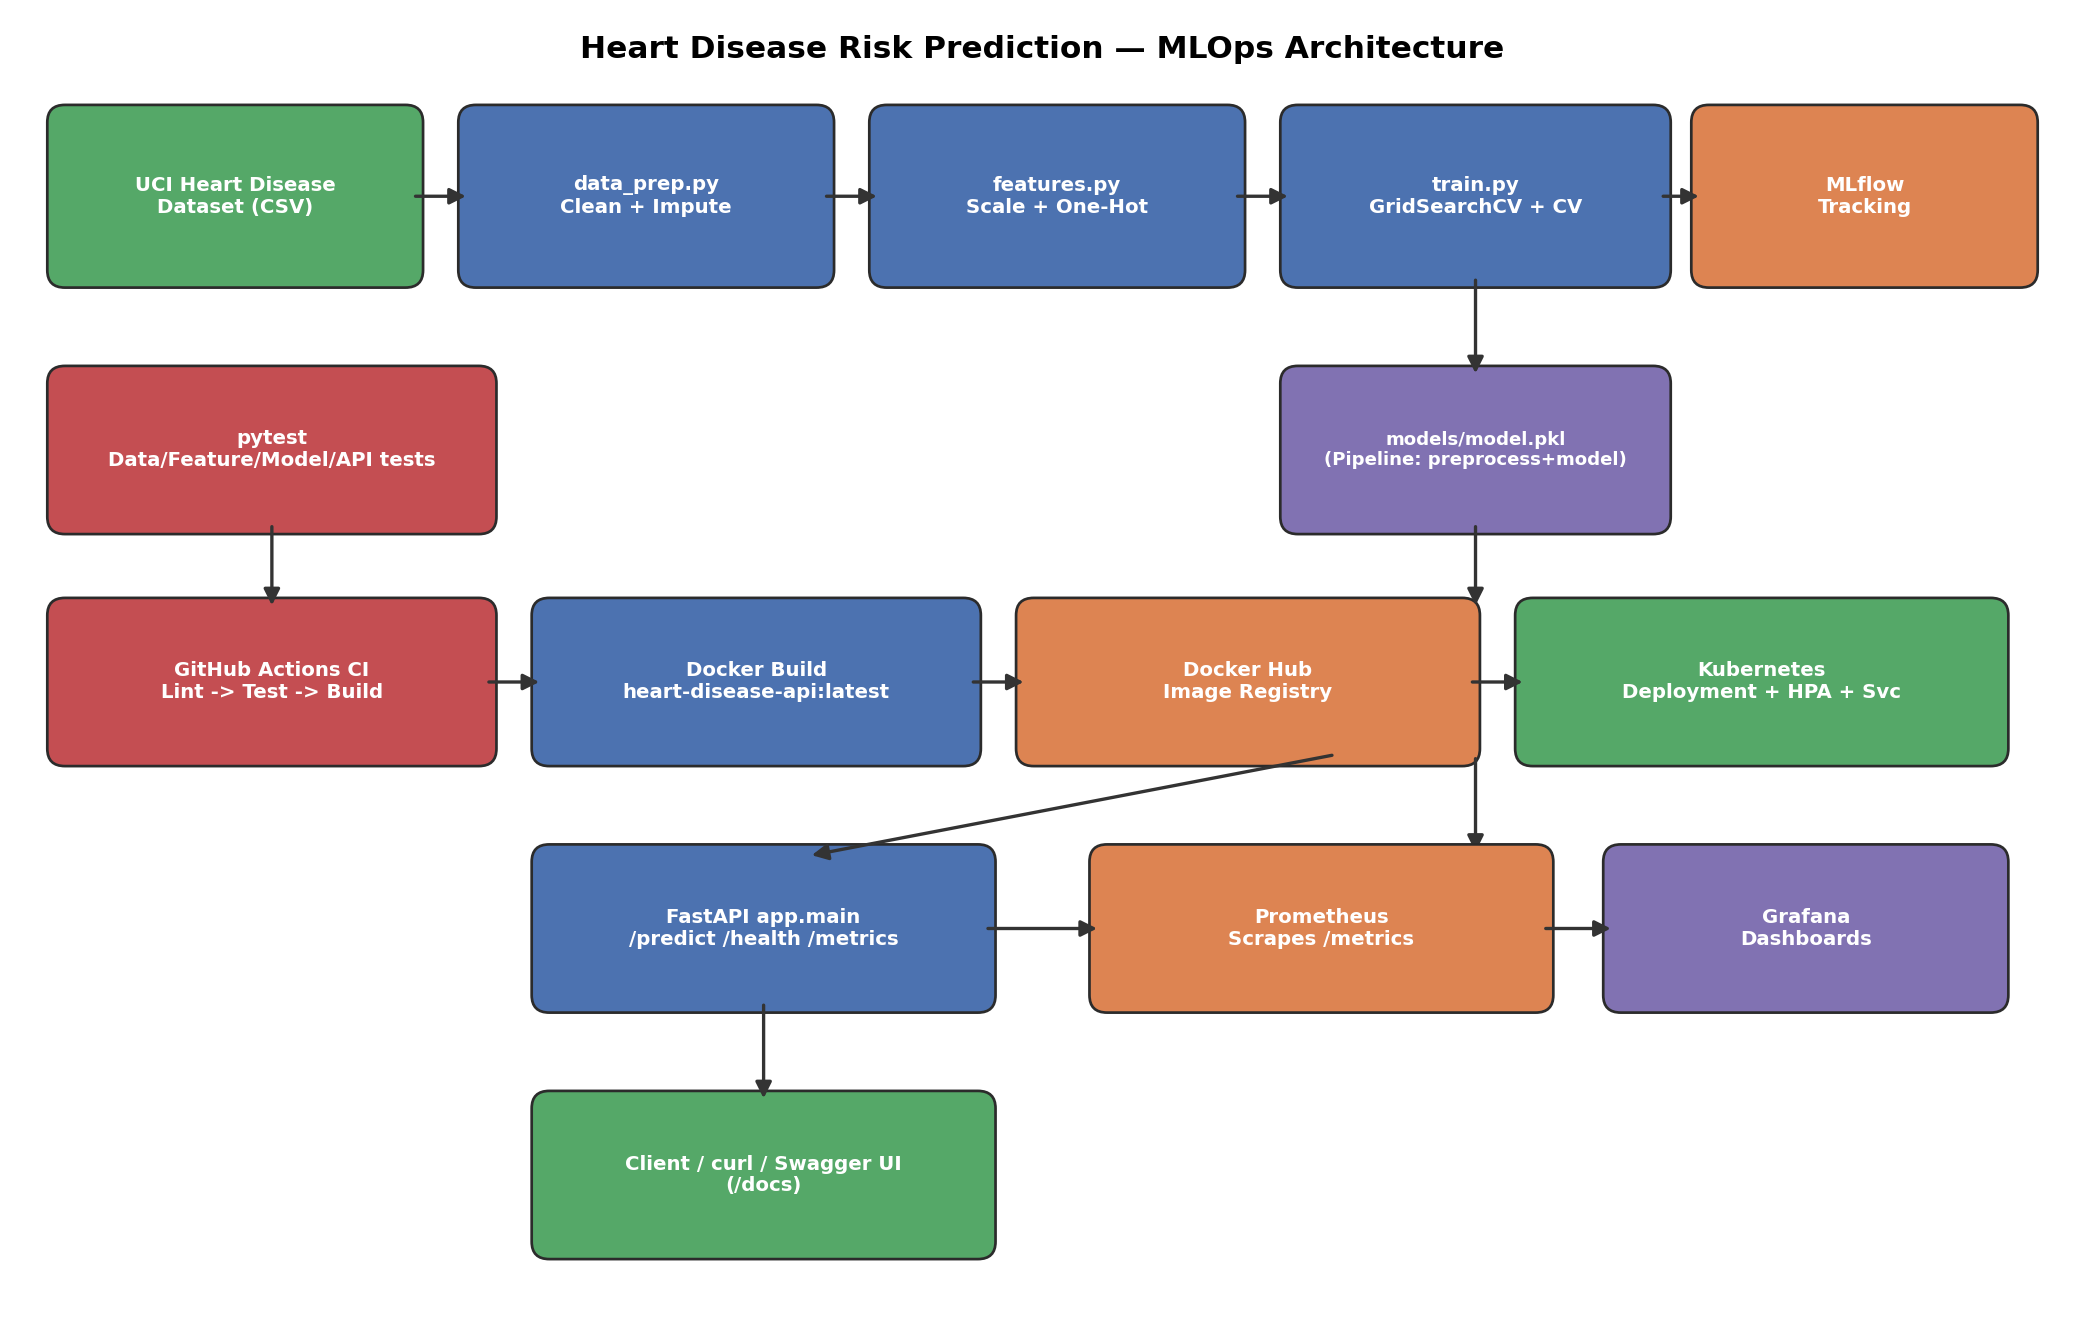 Heart Disease Risk Prediction — MLOps Architecture
UCI Heart Disease
Dataset (CSV)
data_prep.py
Clean + Impute
features.py
Scale + One-Hot
train.py
GridSearchCV + CV
MLflow
Tracking
pytest
Data/Feature/Model/API tests
models/model.pkl
(Pipeline: preprocess+model)
GitHub Actions CI
Lint -> Test -> Build
Docker Build
heart-disease-api:latest
Docker Hub
Image Registry
Kubernetes
Deployment + HPA + Svc
FastAPI app.main
/predict /health /metrics
Prometheus
Scrapes /metrics
Grafana
Dashboards
Client / curl / Swagger UI
(/docs)